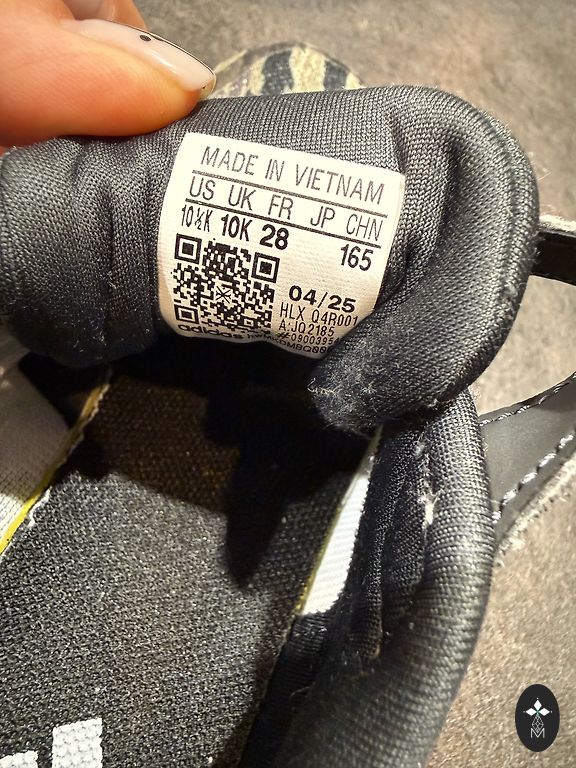 MADE IN VIETNAM
US UK FR JP CHN
10½K 10K 28 165
04/25
HLX Q4R001
A:JQ2185
adidas
M